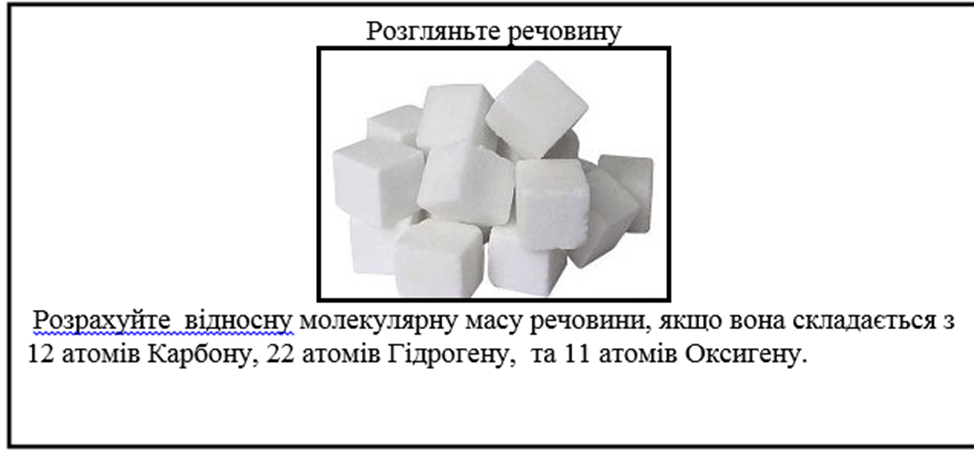 Розгляньте речовину
Розрахуйте відносну молекулярну масу речовини, якщо вона складається з
12 атомів Карбону, 22 атомів Гідрогену, та 11 атомів Оксигену.